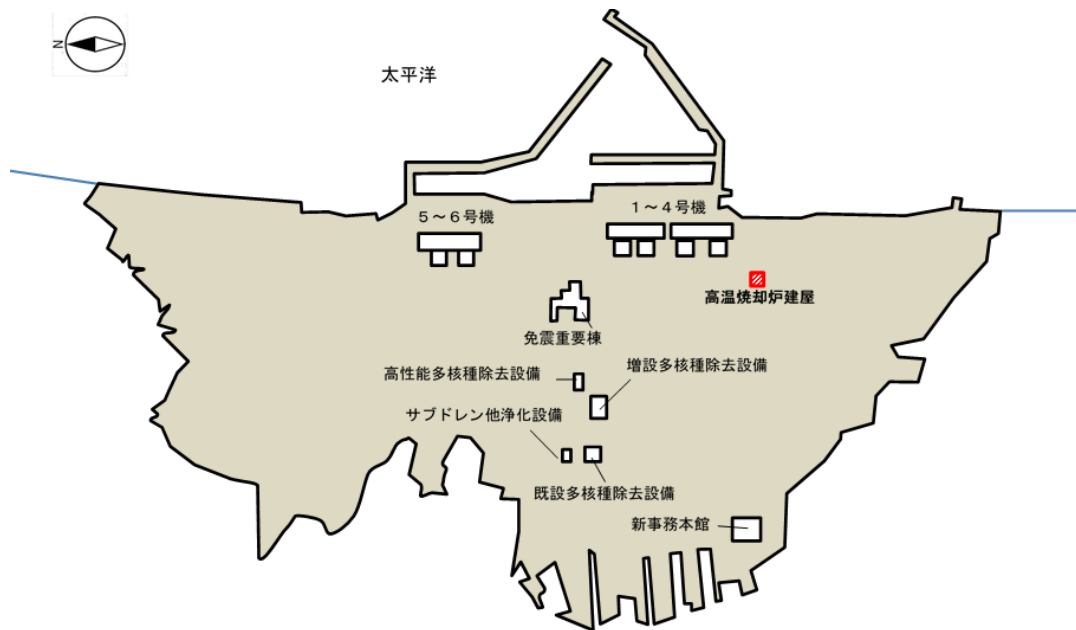 N
太平洋
5~6号機
1~4号機
高温焼却炉建屋
免震重要棟
高性能多核種除去設備
増設多核種除去設備
サブドレン他浄化設備
既設多核種除去設備
新事務本館